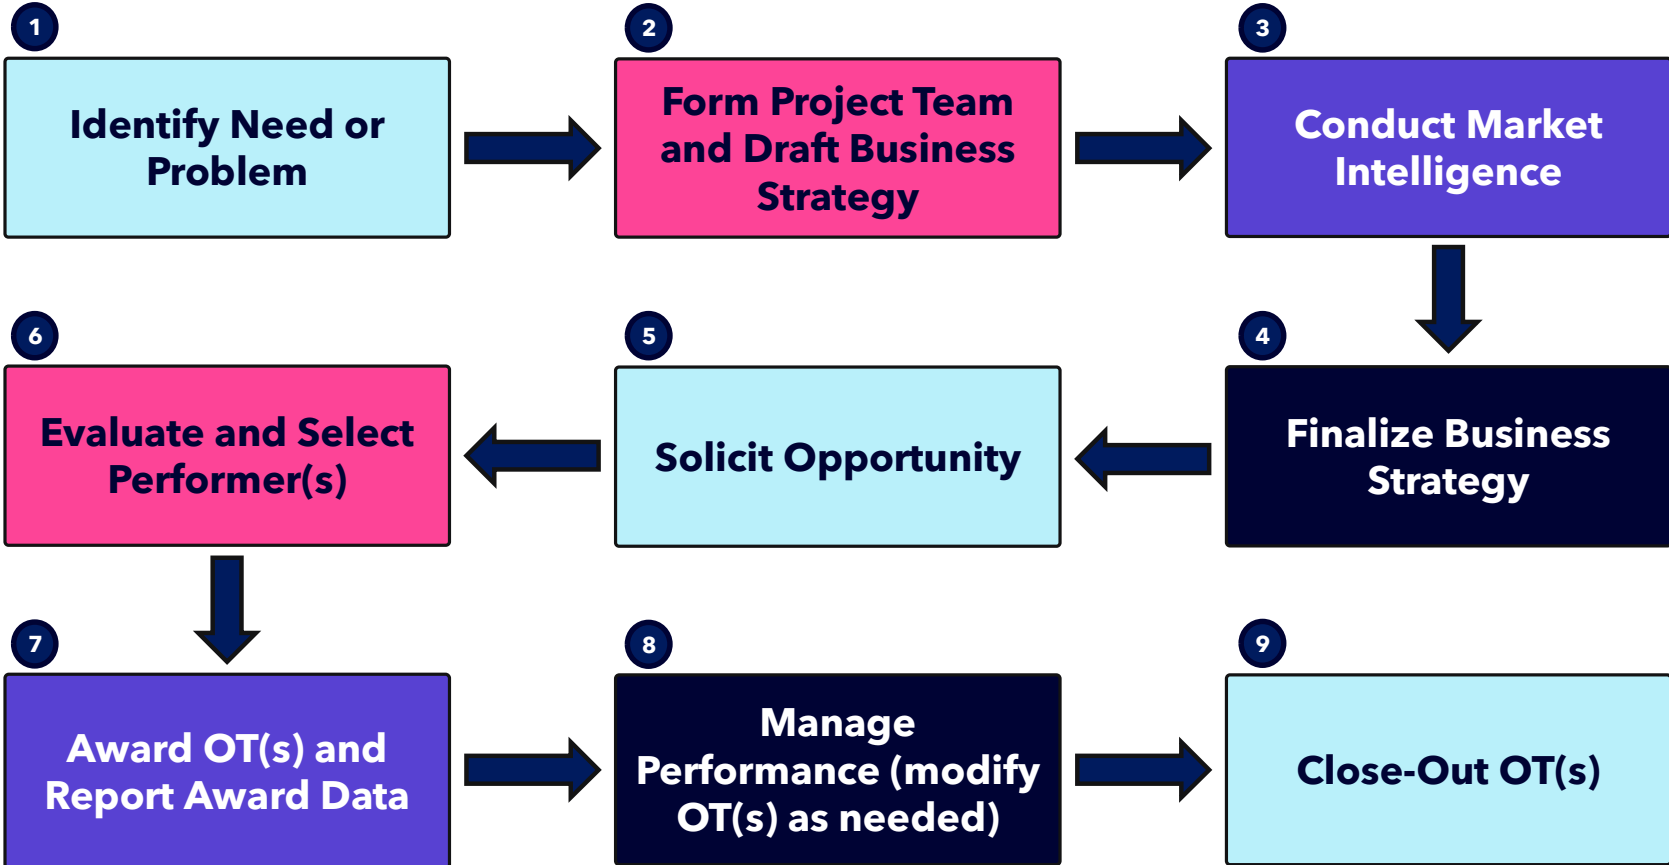 1
Identify Need or
Problem
2
Form Project Team
and Draft Business
Strategy
3
Conduct Market
Intelligence
4
Finalize Business
Strategy
5
Solicit Opportunity
6
Evaluate and Select
Performer(s)
7
Award OT(s) and
Report Award Data
8
Manage
Performance (modify
OT(s) as needed)
9
Close-Out OT(s)